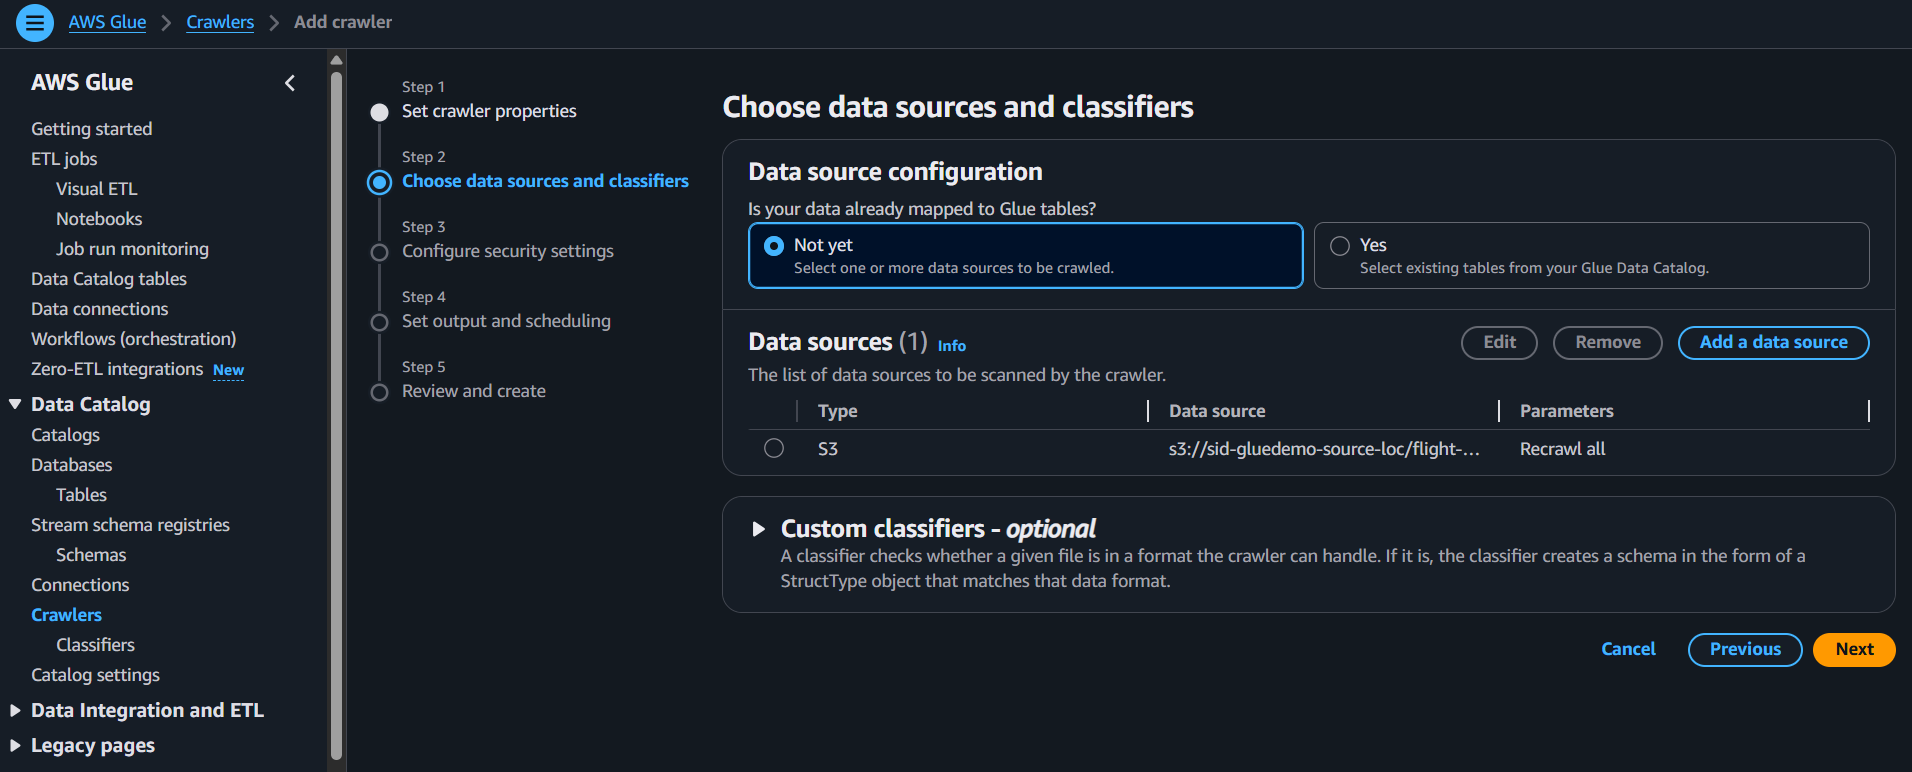 AWS Glue
Crawlers
Add crawler
AWS Glue
Getting started
ETL jobs
Visual ETL
Notebooks
Job run monitoring
Data Catalog tables
Data connections
Workflows (orchestration)
Zero-ETL integrations New
Data Catalog
Catalogs
Databases
Tables
Stream schema registries
Schemas
Connections
Crawlers
Classifiers
Catalog settings
Data Integration and ETL
Legacy pages
Step 1
Set crawler properties
Step 2
Choose data sources and classifiers
Step 3
Configure security settings
Step 4
Set output and scheduling
Step 5
Review and create
Choose data sources and classifiers
Data source configuration
Is your data already mapped to Glue tables?
Not yet
Select one or more data sources to be crawled.
Yes
Select existing tables from your Glue Data Catalog.
Data sources (1) Info
Edit
Remove
Add a data source
The list of data sources to be scanned by the crawler.
Type
Data source
Parameters
S3
s3://sid-gluedemo-source-loc/flight-...
Recrawl all
Custom classifiers - optional
A classifier checks whether a given file is in a format the crawler can handle. If it is, the classifier creates a schema in the form of a
StructType object that matches that data format.
Cancel
Previous
Next